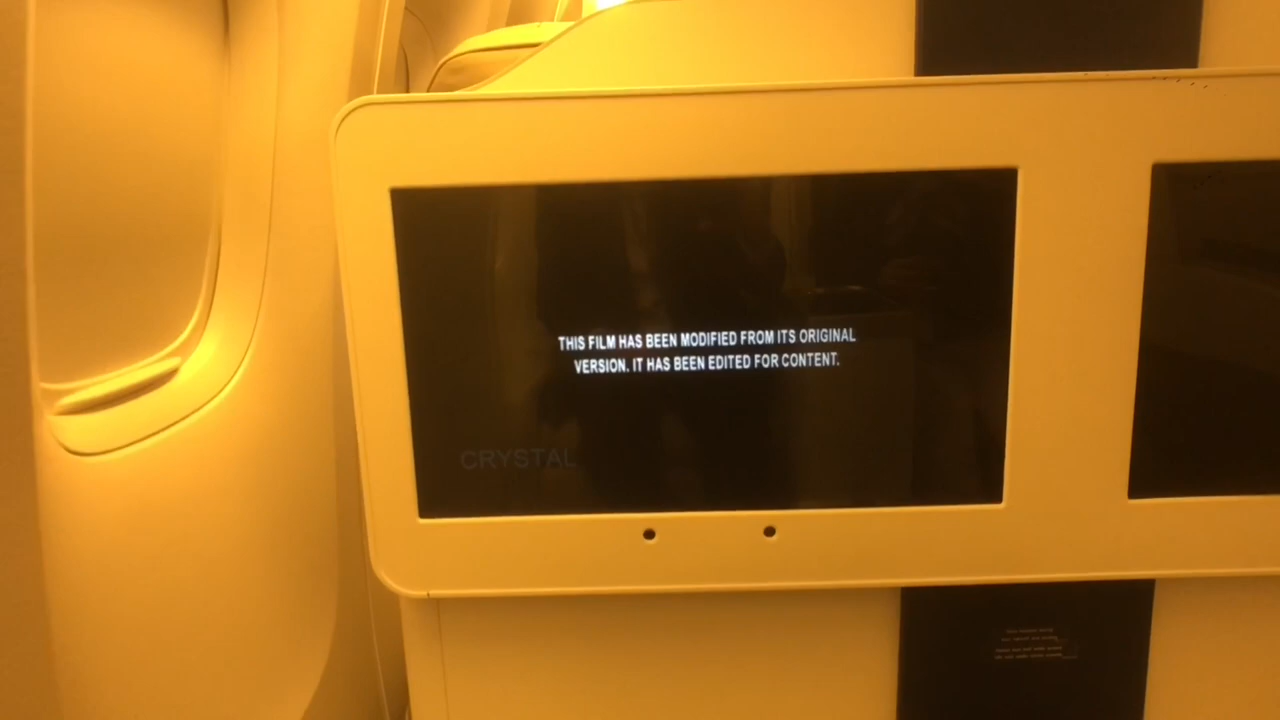 THIS FILM HAS BEEN MODIFIED FROM ITS ORIGINAL
VERSION. IT HAS BEEN EDITED FOR CONTENT.
CRYSTAL